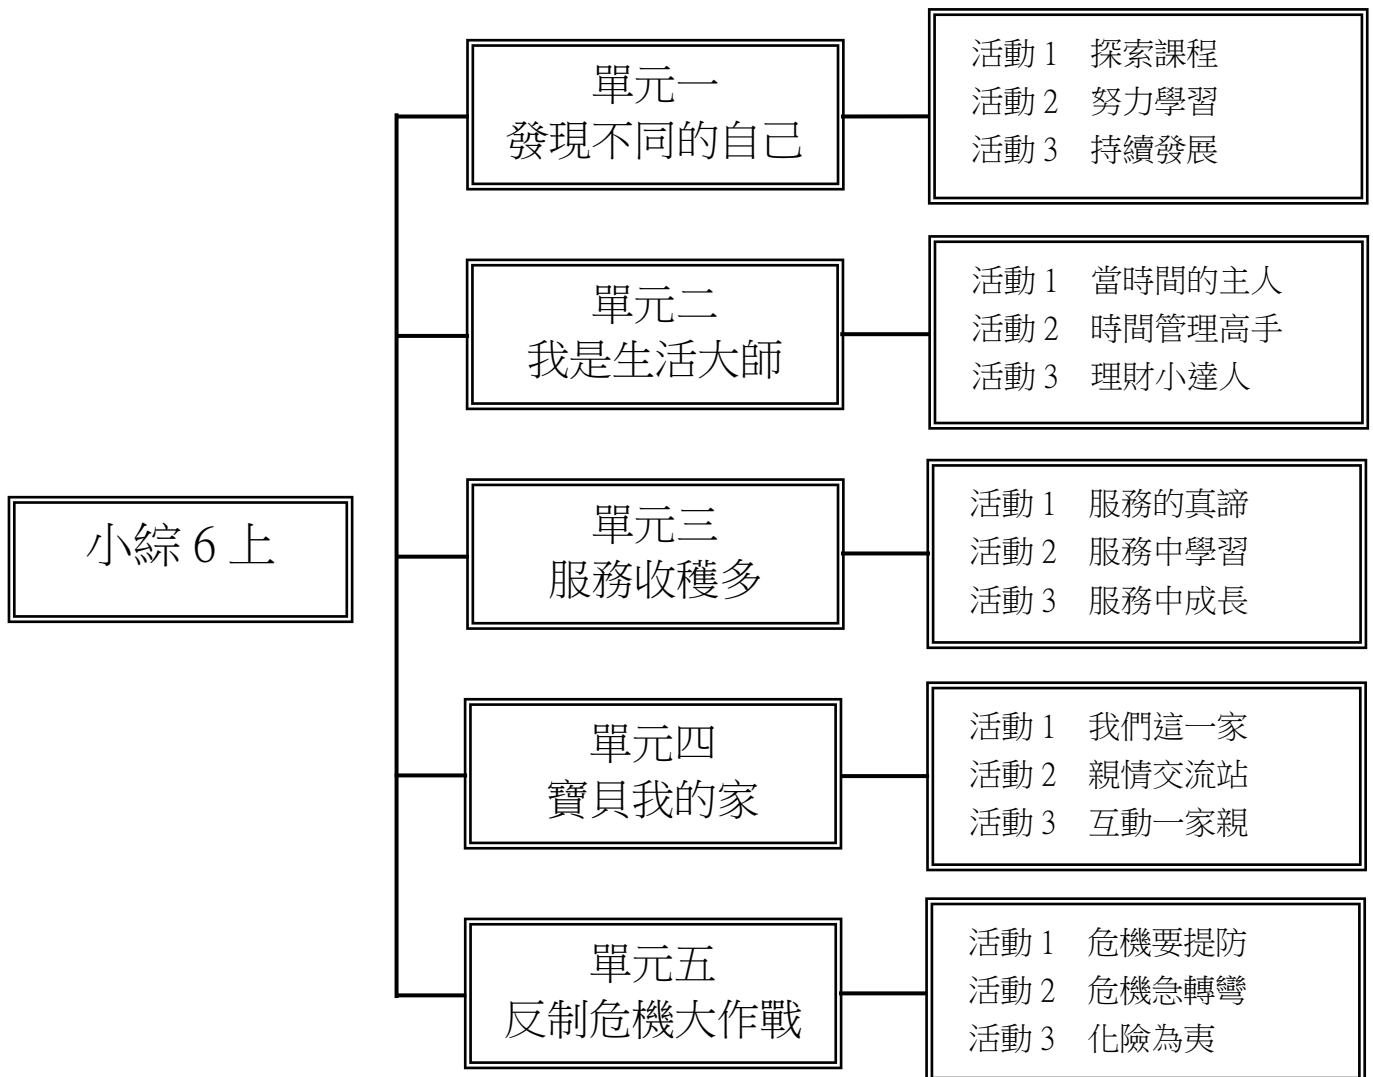 小綜 6 上
單元一
發現不同的自己
活動 1　探索課程
活動 2　努力學習
活動 3　持續發展
單元二
我是生活大師
活動 1　當時間的主人
活動 2　時間管理高手
活動 3　理財小達人
單元三
服務收穫多
活動 1　服務的真諦
活動 2　服務中學習
活動 3　服務中成長
單元四
寶貝我的家
活動 1　我們這一家
活動 2　親情交流站
活動 3　互動一家親
單元五
反制危機大作戰
活動 1　危機要提防
活動 2　危機急轉彎
活動 3　化險為夷